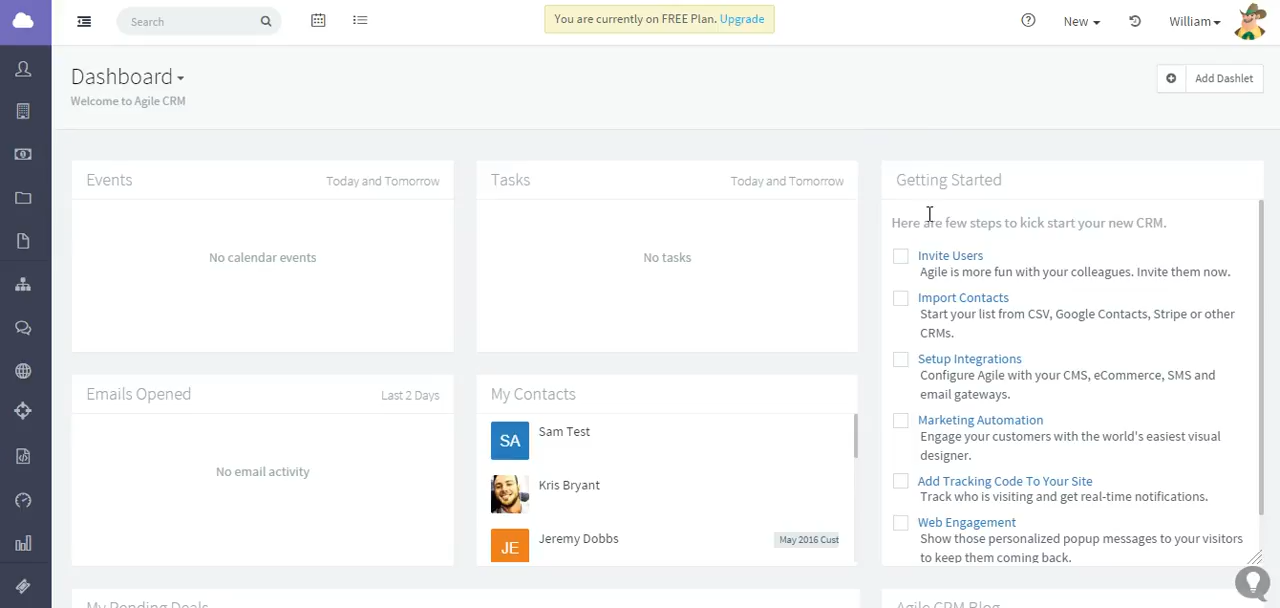 Search
You are currently on FREE Plan. Upgrade
New
William
Dashboard
Welcome to Agile CRM
Add Dashlet
Events
Today and Tomorrow
No calendar events
Tasks
Today and Tomorrow
No tasks
Getting Started
Here are few steps to kick start your new CRM.
Invite Users
Agile is more fun with your colleagues. Invite them now.
Import Contacts
Start your list from CSV, Google Contacts, Stripe or other
CRMs.
Setup Integrations
Configure Agile with your CMS, eCommerce, SMS and
email gateways.
Marketing Automation
Engage your customers with the world's easiest visual
designer.
Add Tracking Code To Your Site
Track who is visiting and get real-time notifications.
Web Engagement
Show those personalized popup messages to your visitors
to keep them coming back.
Emails Opened
Last 2 Days
No email activity
My Contacts
SA
Sam Test
Kris Bryant
JE
Jeremy Dobbs
May 2016 Cust
My Pending Deals
Agile CRM Blog